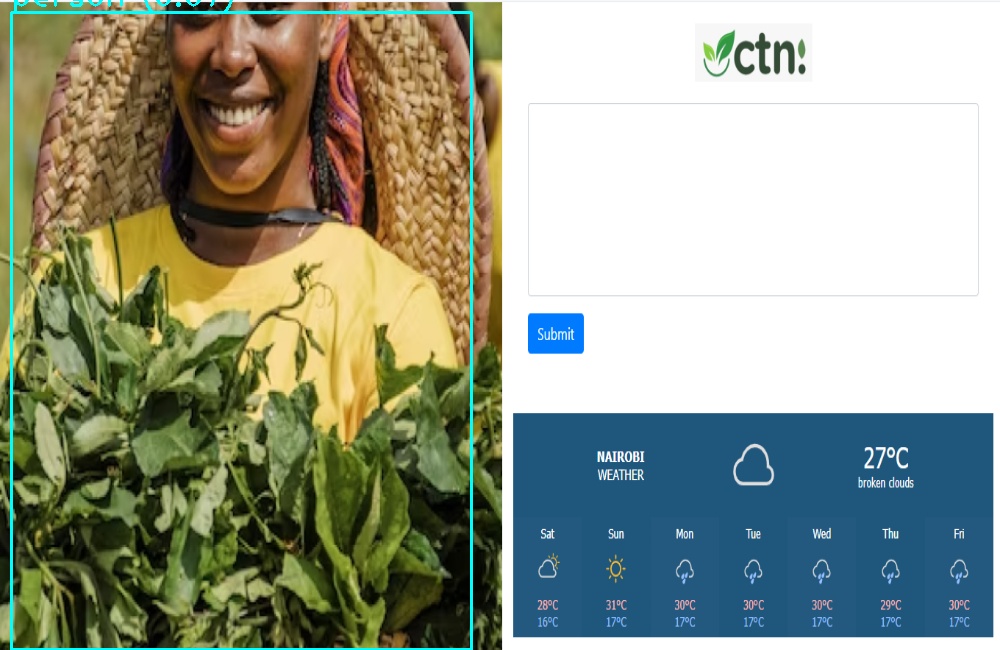 person
ctn:
Submit
NAIROBI
WEATHER
27°C
broken clouds
Sat Sun Mon Tue Wed Thu Fri
28°C 31°C 30°C 30°C 30°C 29°C 30°C
16°C 17°C 17°C 17°C 17°C 17°C 17°C